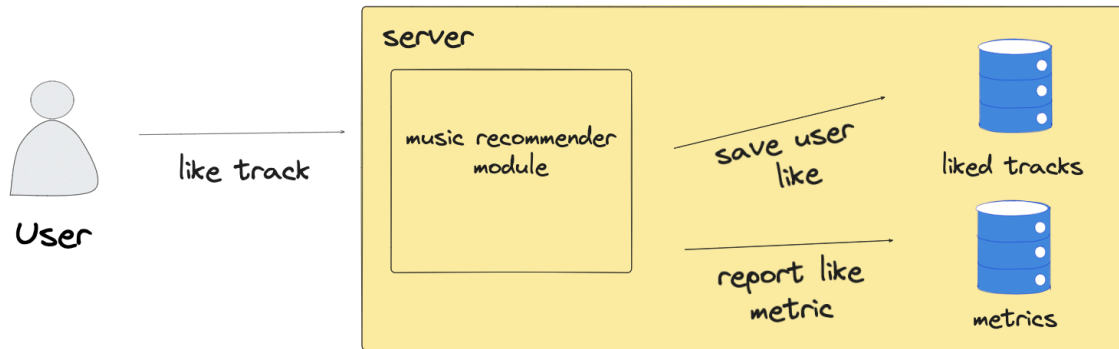 server
music recommender
module
like track
User
save user
like
liked tracks
report like
metric
metrics